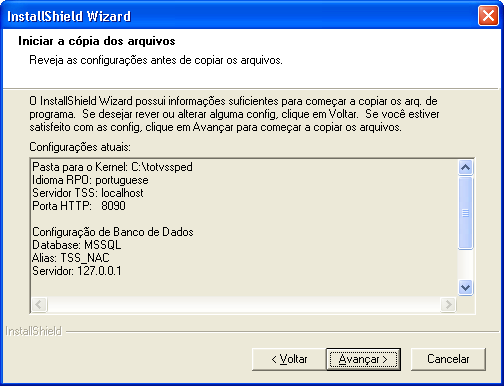 InstallShield Wizard
Iniciar a cópia dos arquivos
Reveja as configurações antes de copiar os arquivos.
O InstallShield Wizard possui informações suficientes para começar a copiar os arq. de
programa. Se desejar rever ou alterar alguma config, clique em Voltar. Se você estiver
satisfeito com as config, clique em Avançar para começar a copiar os arquivos.
Configurações atuais:
Pasta para o Kernel: C:\totvssped
Idioma RPO: portuguese
Servidor TSS: localhost
Porta HTTP: 8090
Configuração de Banco de Dados
Database: MSSQL
Alias: TSS_NAC
Servidor: 127.0.0.1
InstallShield
< Voltar
Avançar >
Cancelar